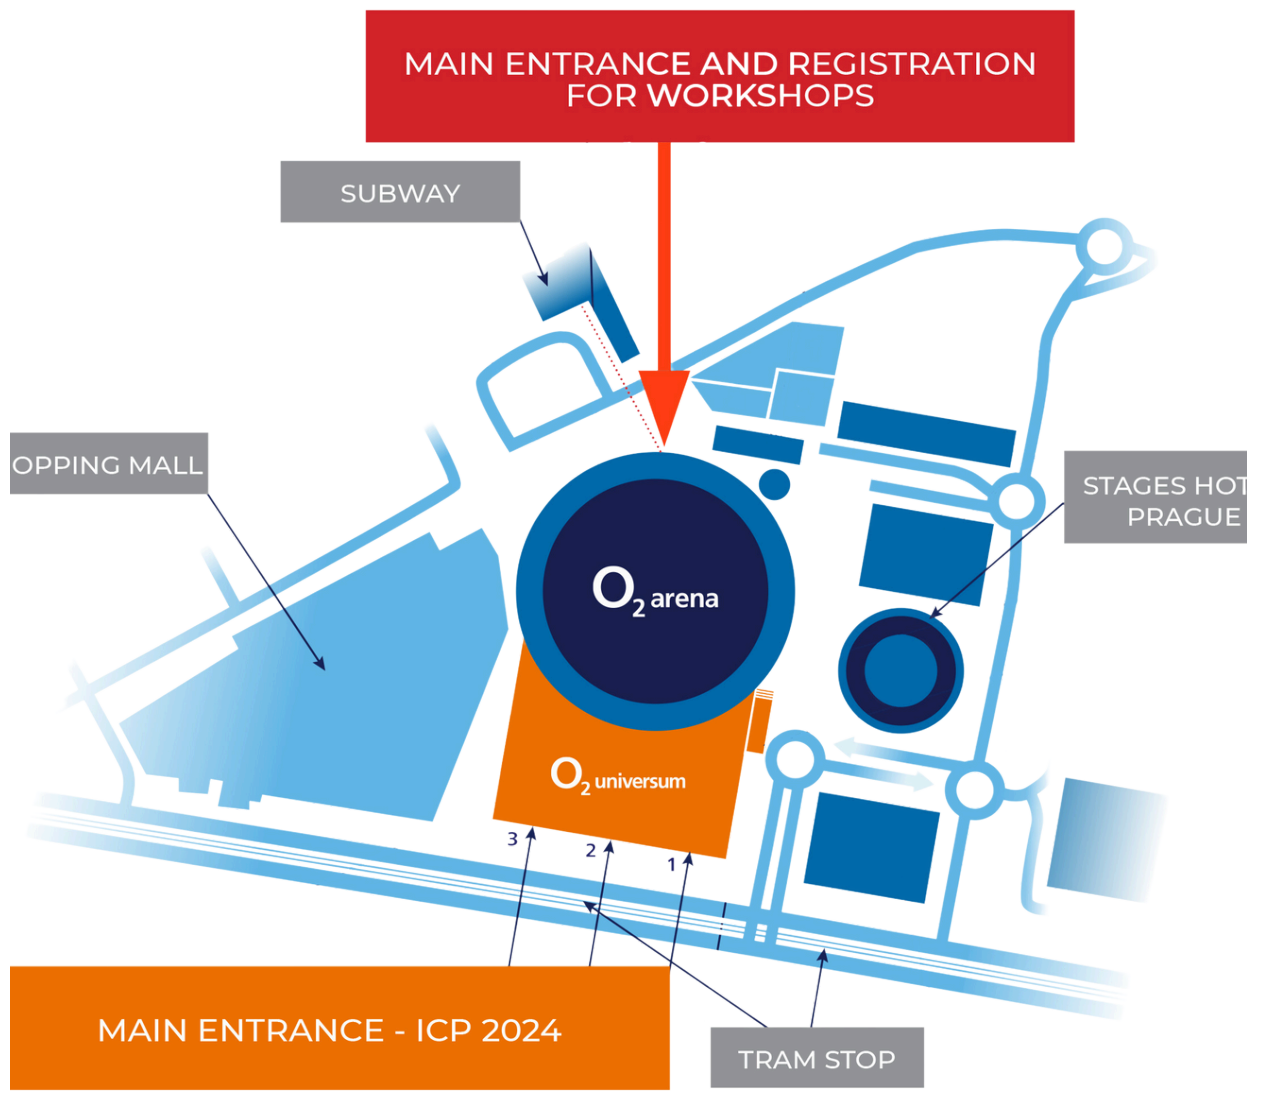 MAIN ENTRANCE AND REGISTRATION
FOR WORKSHOPS
SUBWAY
OPPING MALL
STAGES HOT
PRAGUE
O2 arena
O2 universum
3
2
1
MAIN ENTRANCE - ICP 2024
TRAM STOP